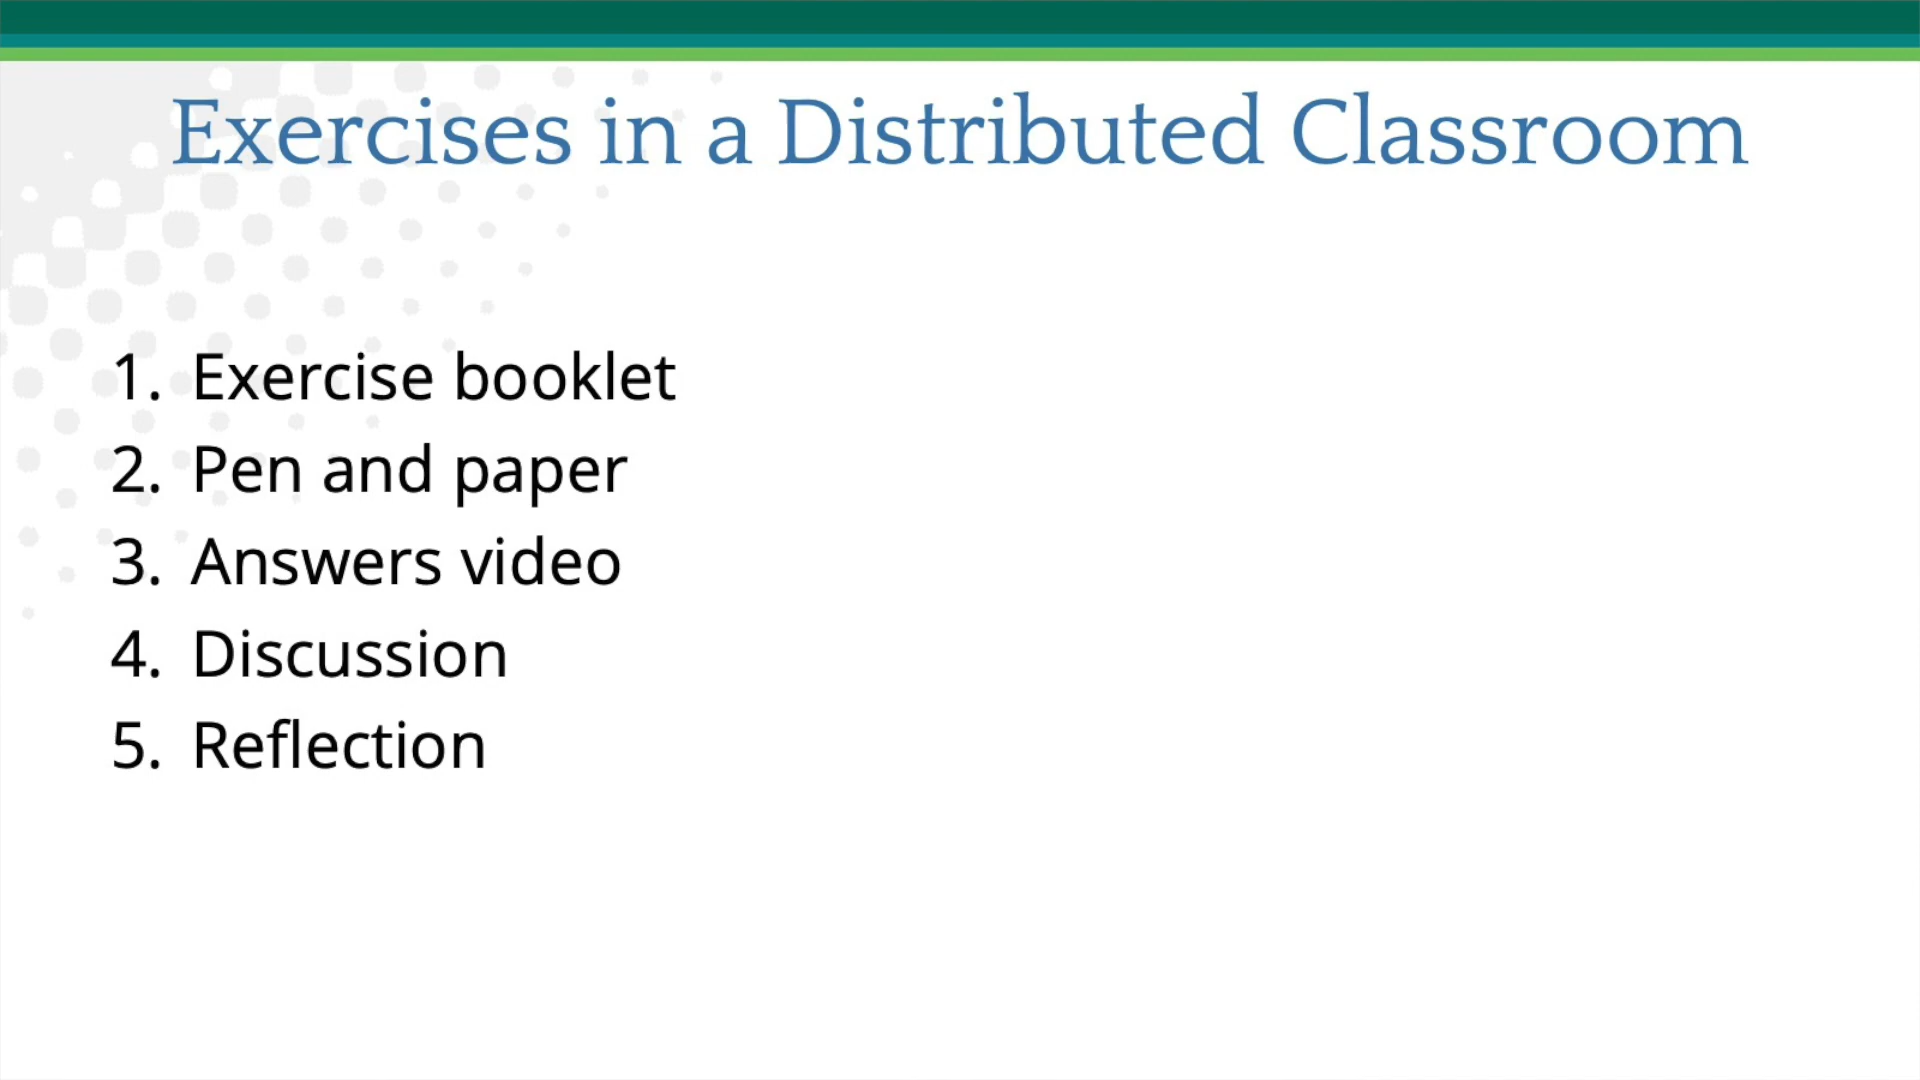 Exercises in a Distributed Classroom
1. Exercise booklet
2. Pen and paper
3. Answers video
4. Discussion
5. Reflection